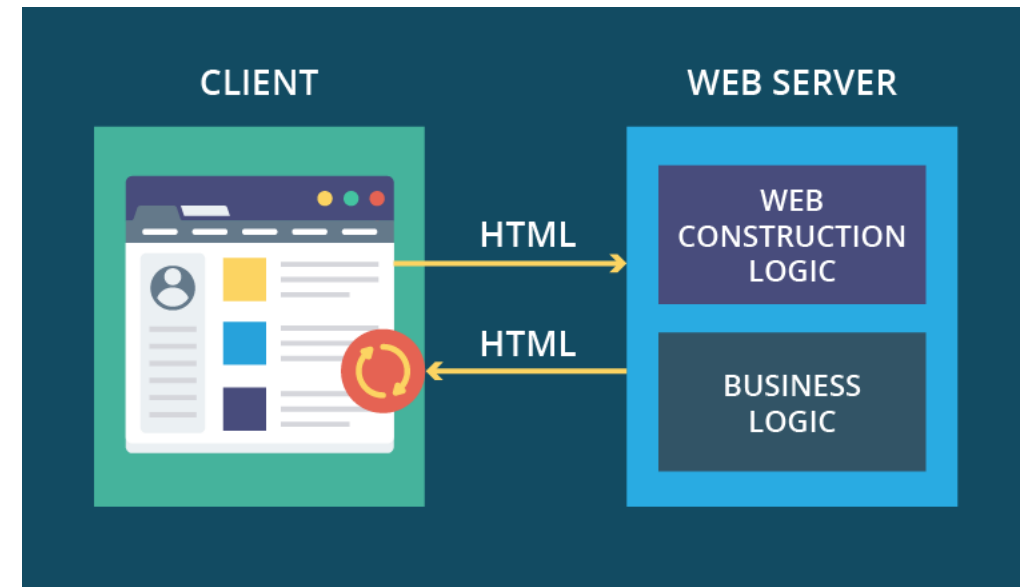 CLIENT
WEB SERVER
HTML
HTML
WEB
CONSTRUCTION
LOGIC
BUSINESS
LOGIC